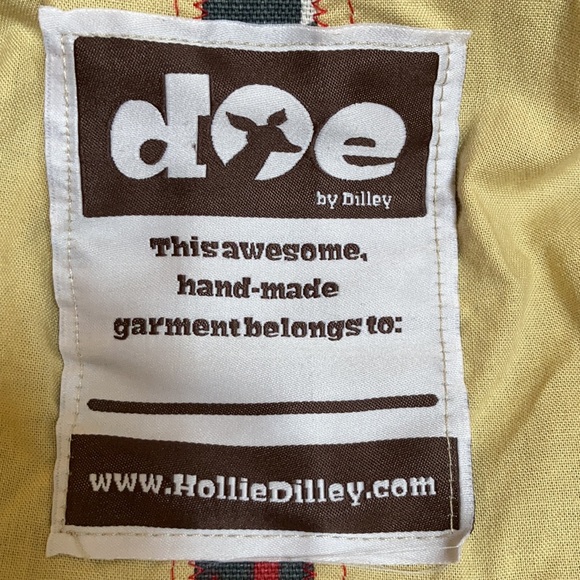 doe
by Dilley
This awesome,
hand-made
garment belongs to:
www.HollieDilley.com